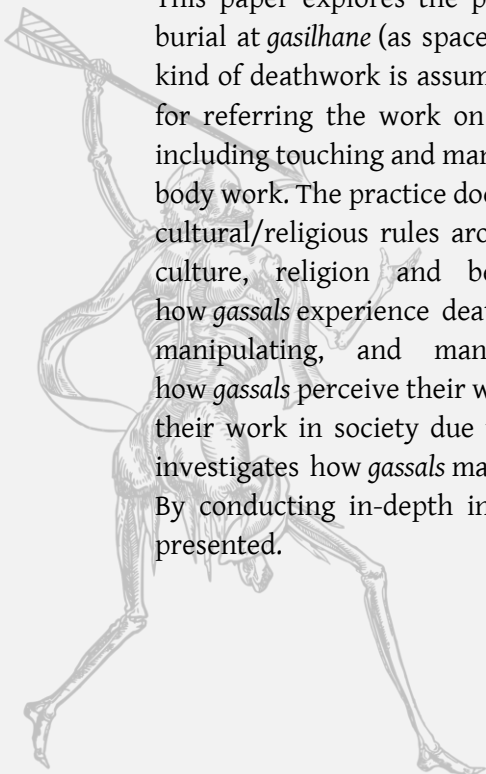 This paper explores the p
burial at gasilhane (as space
kind of deathwork is assum
for referring the work on
including touching and mar
body work. The practice doe
cultural/religious rules aro
culture, religion and be
how gassals experience deat
manipulating, and man
how gassals perceive their w
their work in society due
investigates how gassals ma
By conducting in-depth in
presented.